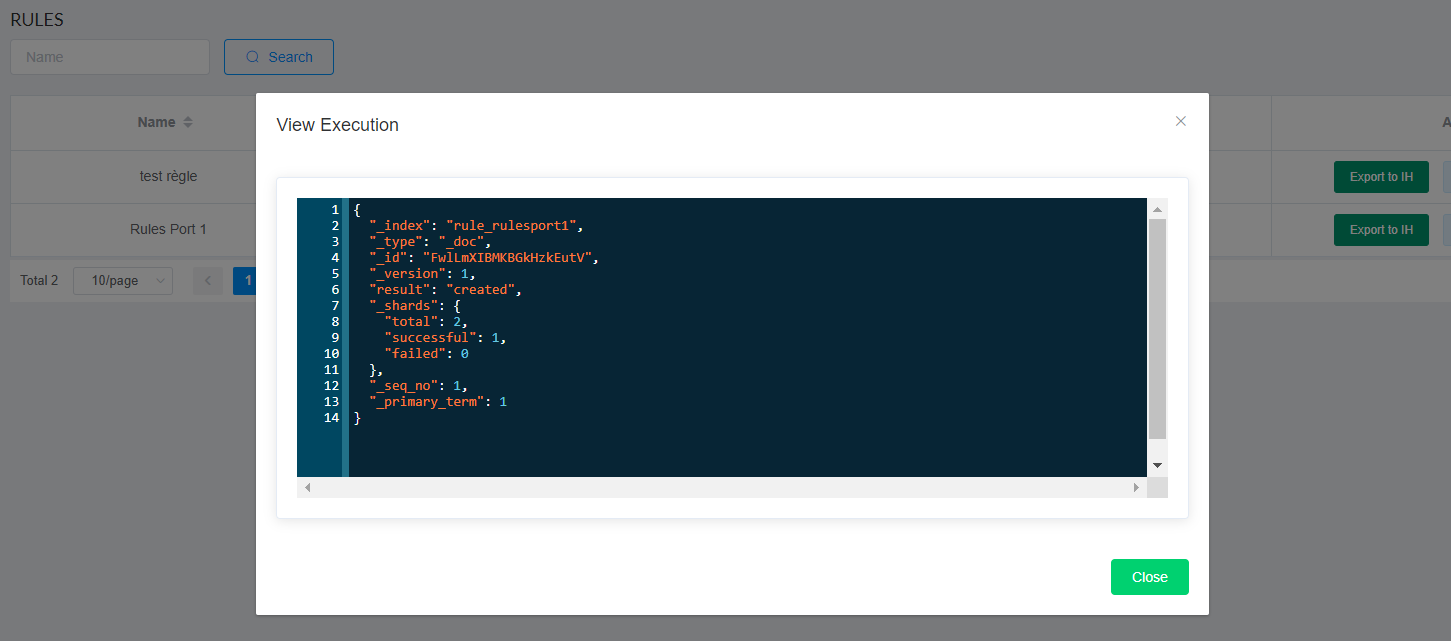 RULES
Name
Search
Name
A
test règle
Export to IH
Rules Port 1
Export to IH
Total 2
10/page
1
View Execution
1 {
2 "_index": "rule_rulesport1",
3 "_type": "_doc",
4 "_id": "FwlLmXIBMKBGkHzkEutV",
5 "_version": 1,
6 "result": "created",
7 "_shards": {
8 "total": 2,
9 "successful": 1,
10 "failed": 0
11 },
12 "_seq_no": 1,
13 "_primary_term": 1
14 }
Close